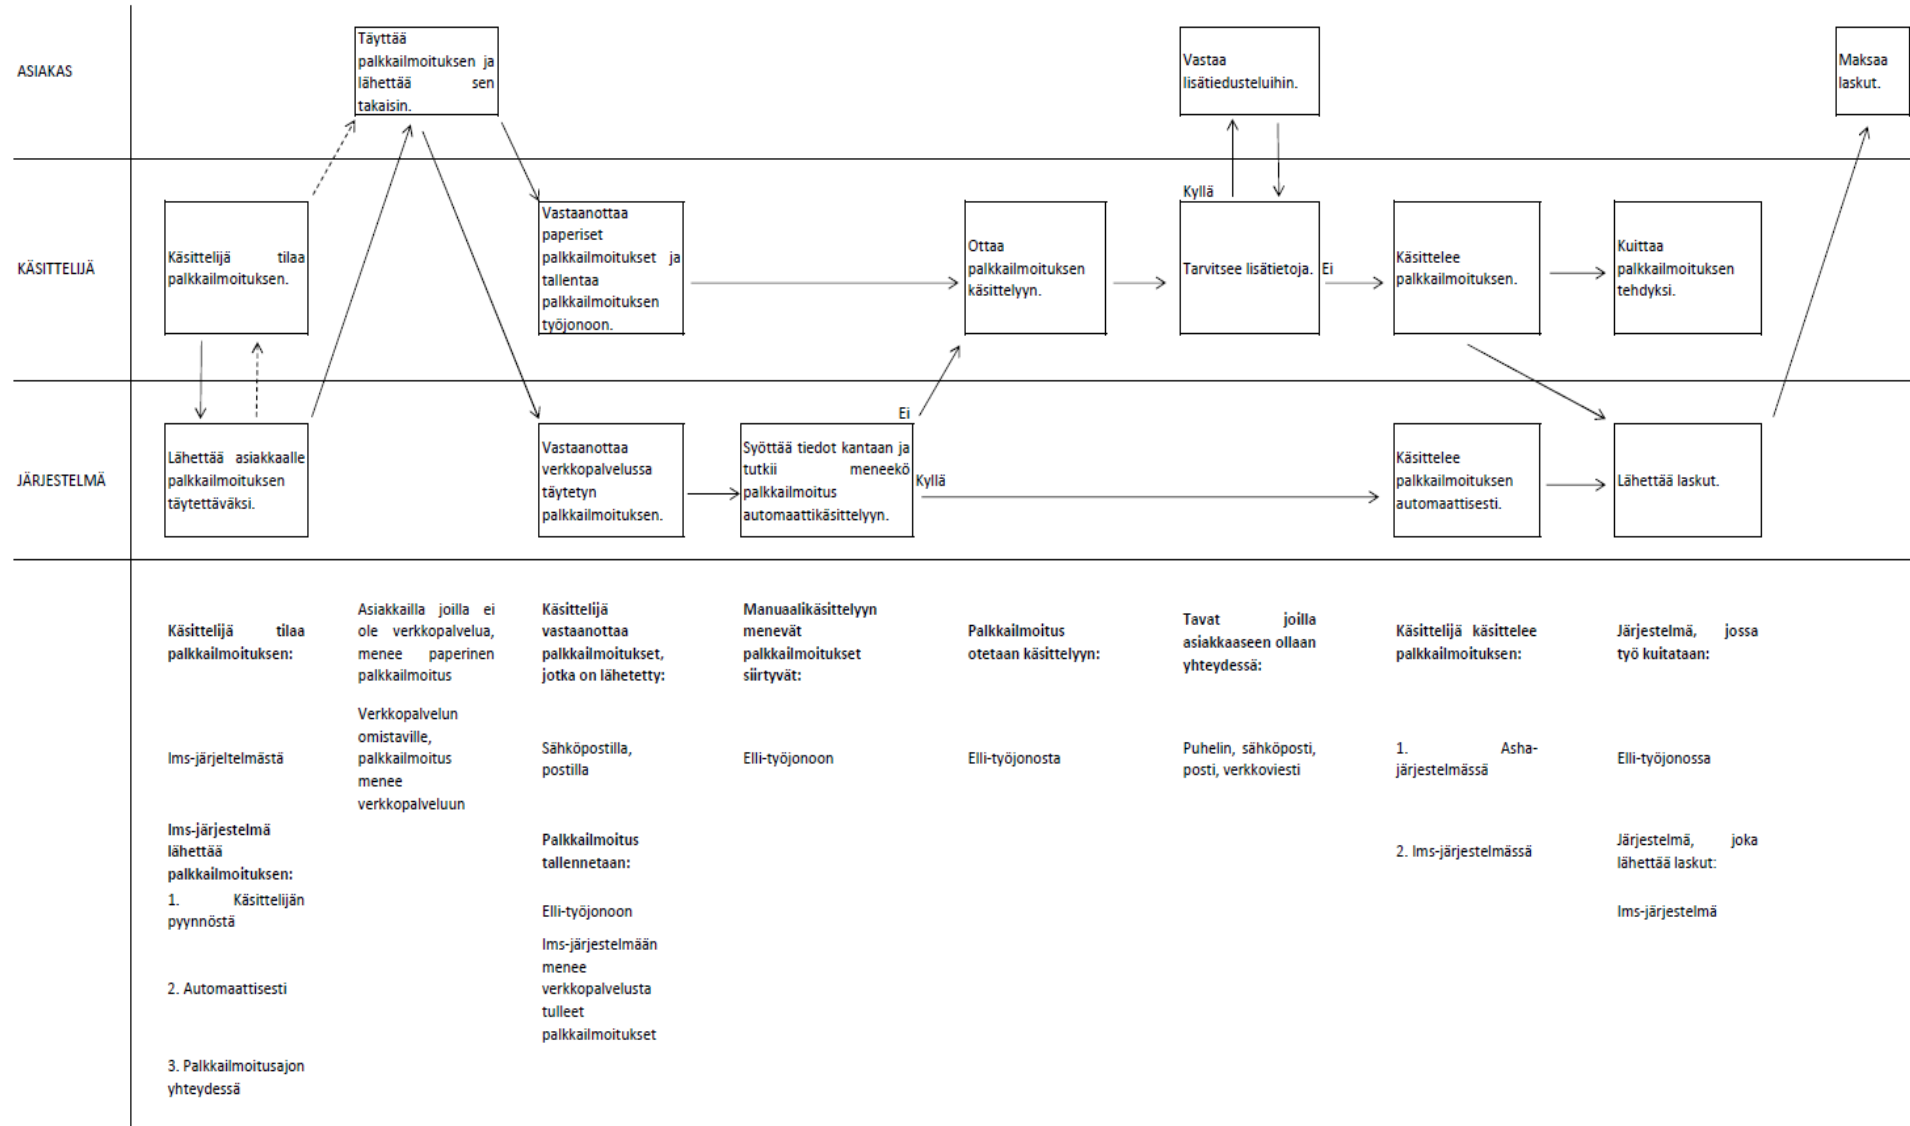 ASIAKAS
Täyttää
palkkailmoituksen ja
lähettää sen
takaisin.
Vastaa
lisätiedusteluihin.
Maksaa
laskut.
KÄSITTELIJÄ
Käsittelijä tilaa
palkkailmoituksen.
Vastaanottaa
paperiset
palkkailmoitukset ja
tallentaa
palkkailmoituksen
työjonoon.
Ottaa
palkkailmoituksen
käsittelyyn.
Kyllä
Tarvitsee lisätietoja.
Ei
Käsittelee
palkkailmoituksen.
Kuittaa
palkkailmoituksen
tehdyksi.
JÄRJESTELMÄ
Lähettää asiakkaalle
palkkailmoituksen
täytettäväksi.
Vastaanottaa
verkkopalvelussa
täytetyn
palkkailmoituksen.
Syöttää tiedot kantaan ja
tutkii meneekö
palkkailmoitus
automaattikäsittelyyn.
Ei
Kyllä
Käsittelee
palkkailmoituksen
automaattisesti.
Lähettää laskut.
Käsittelijä tilaa
palkkailmoituksen:
Ims-järjeltelmästä
Ims-järjestelmä
lähettää
palkkailmoituksen:
1. Käsittelijän
pyynnöstä
2. Automaattisesti
3. Palkkailmoitusajon
yhteydessä
Asiakkailla joilla ei
ole verkkopalvelua,
menee paperinen
palkkailmoitus
Verkkopalvelun
omistaville,
palkkailmoitus
menee
verkkopalveluun
Käsittelijä
vastaanottaa
palkkailmoitukset,
jotka on lähetetty:
Sähköpostilla,
postilla
Palkkailmoitus
tallennetaan:
Elli-työjonoon
Ims-järjestelmään
menee
verkkopalvelusta
tulleet
palkkailmoitukset
Manuaalikäsittelyyn
menevät
palkkailmoitukset
siirtyvät:
Elli-työjonoon
Palkkailmoitus
otetaan käsittelyyn:
Elli-työjonosta
Tavat joilla
asiakkaaseen ollaan
yhteydessä:
Puhelin, sähköposti,
posti, verkkoviesti
Käsittelijä käsittelee
palkkailmoituksen:
1. Asha-
järjestelmässä
2. Ims-järjestelmässä
Järjestelmä, jossa
työ kuitataan:
Elli-työjonossa
Järjestelmä, joka
lähettää laskut:
Ims-järjestelmä